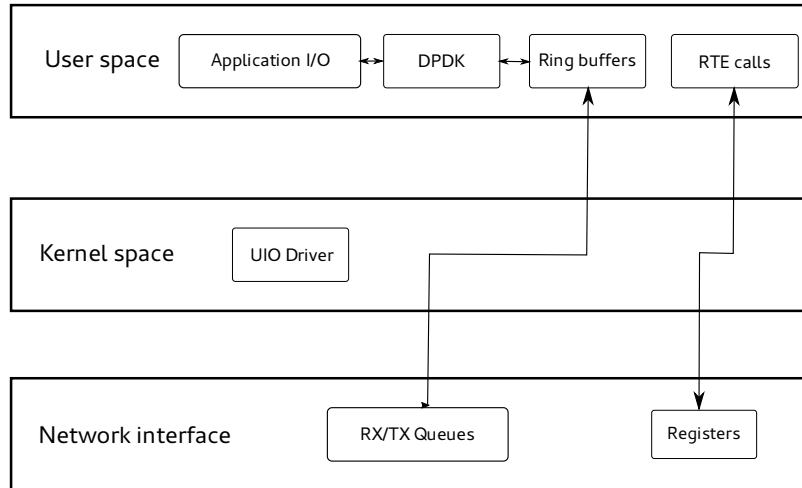 User space
Application I/O
DPDK
Ring buffers
RTE calls
Kernel space
UIO Driver
Network interface
RX/TX Queues
Registers